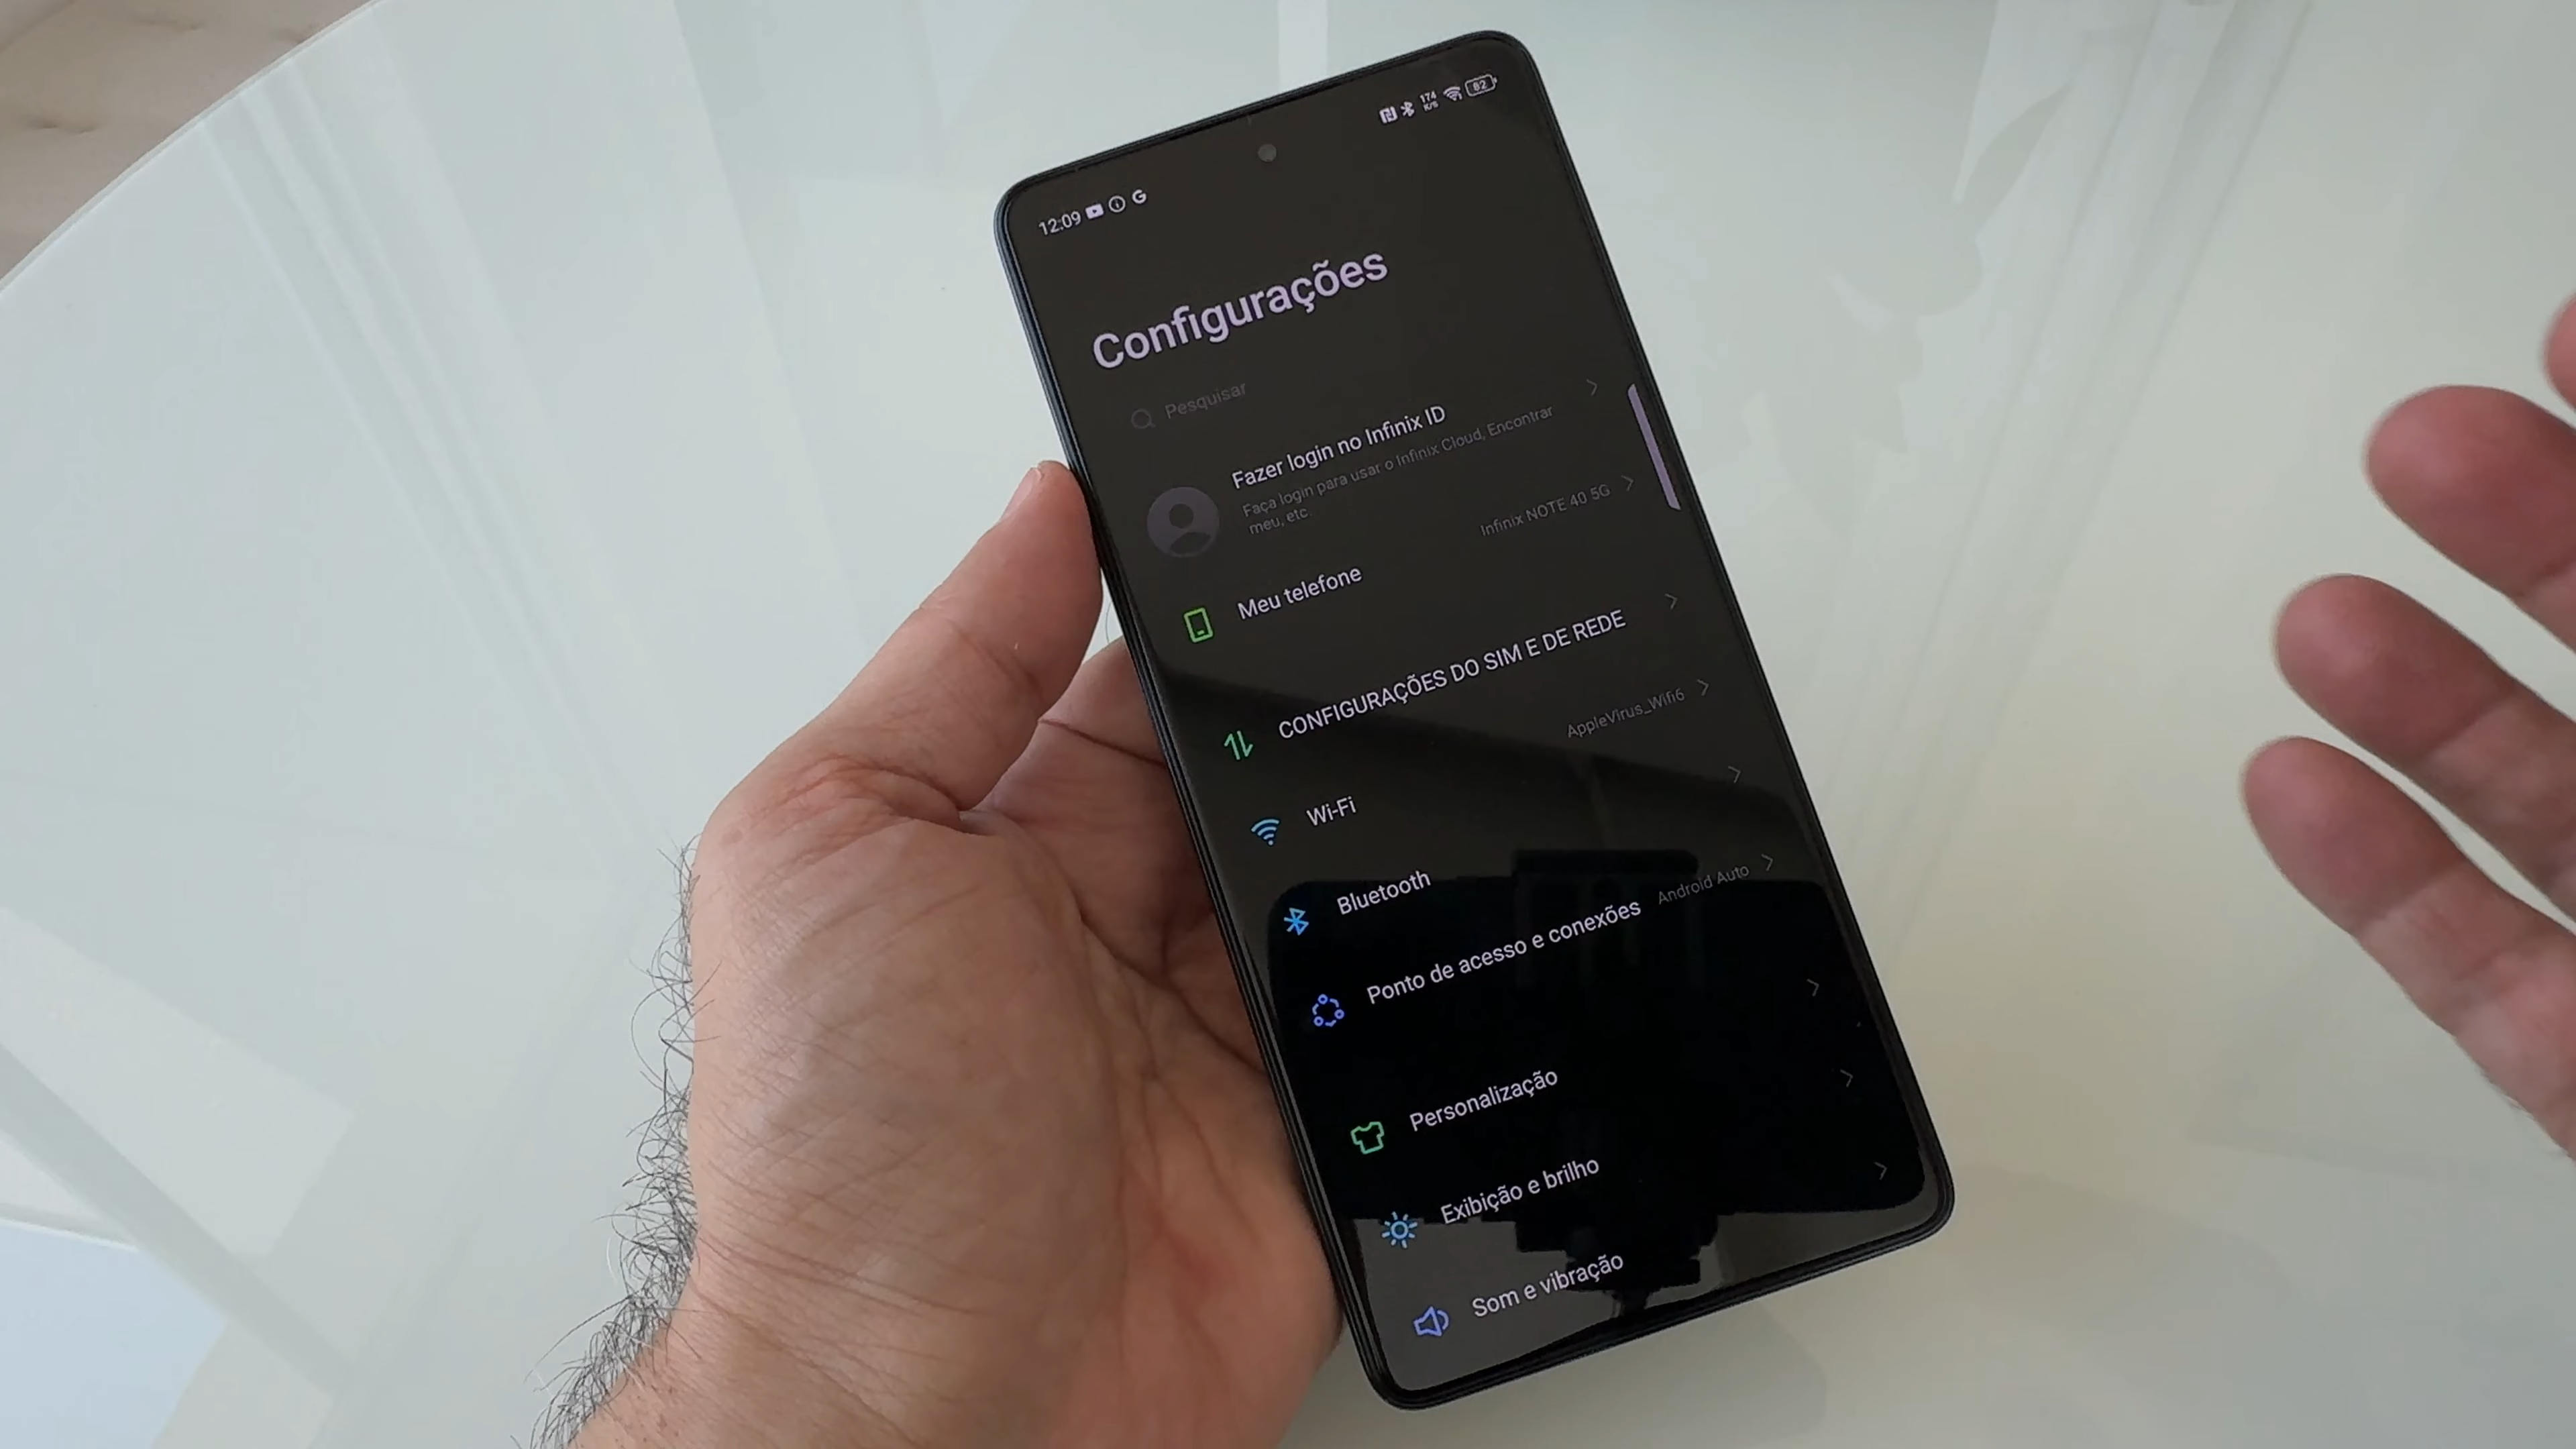 12:09
174 K/S
82
Configurações
Pesquisar
Fazer login no Infinix ID
Faça login para usar o Infinix Cloud, Encontrar
meu, etc.
Meu telefone
Infinix NOTE 40 5G
CONFIGURAÇÕES DO SIM E DE REDE
Wi-Fi
AppleVirus_Wifi6
Bluetooth
Ponto de acesso e conexões
Android Auto
Personalização
Exibição e brilho
Som e vibração